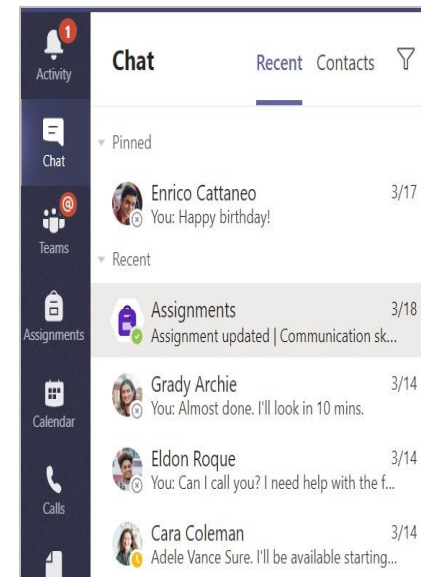 1
Activity
Chat
@
Teams
Assignments
Calendar
Calls
Chat Recent Contacts
Pinned
Enrico Cattaneo 3/17
You: Happy birthday!
Recent
Assignments 3/18
Assignment updated | Communication sk...
Grady Archie 3/14
You: Almost done. I'll look in 10 mins.
Eldon Roque 3/14
You: Can I call you? I need help with the f...
Cara Coleman 3/14
Adele Vance Sure. I'll be available starting...